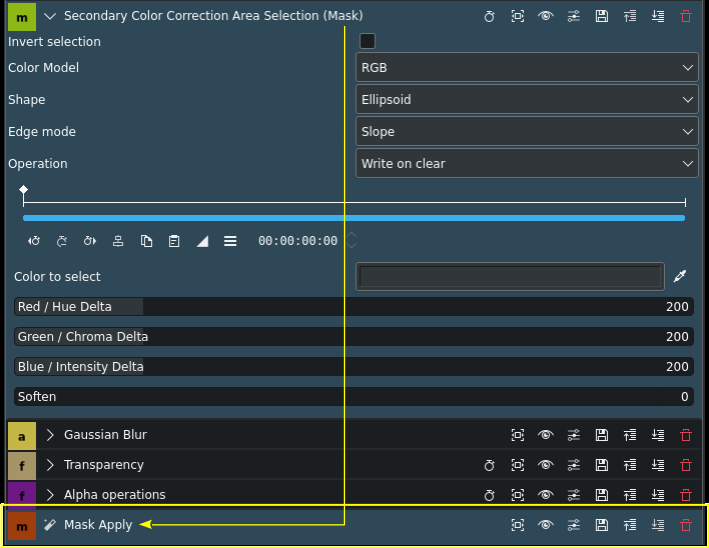 m Secondary Color Correction Area Selection (Mask)
Invert selection
Color Model RGB
Shape Ellipsoid
Edge mode Slope
Operation Write on clear
00:00:00:00
Color to select
Red / Hue Delta 200
Green / Chroma Delta 200
Blue / Intensity Delta 200
Soften 0
a Gaussian Blur
f Transparency
f Alpha operations
m Mask Apply